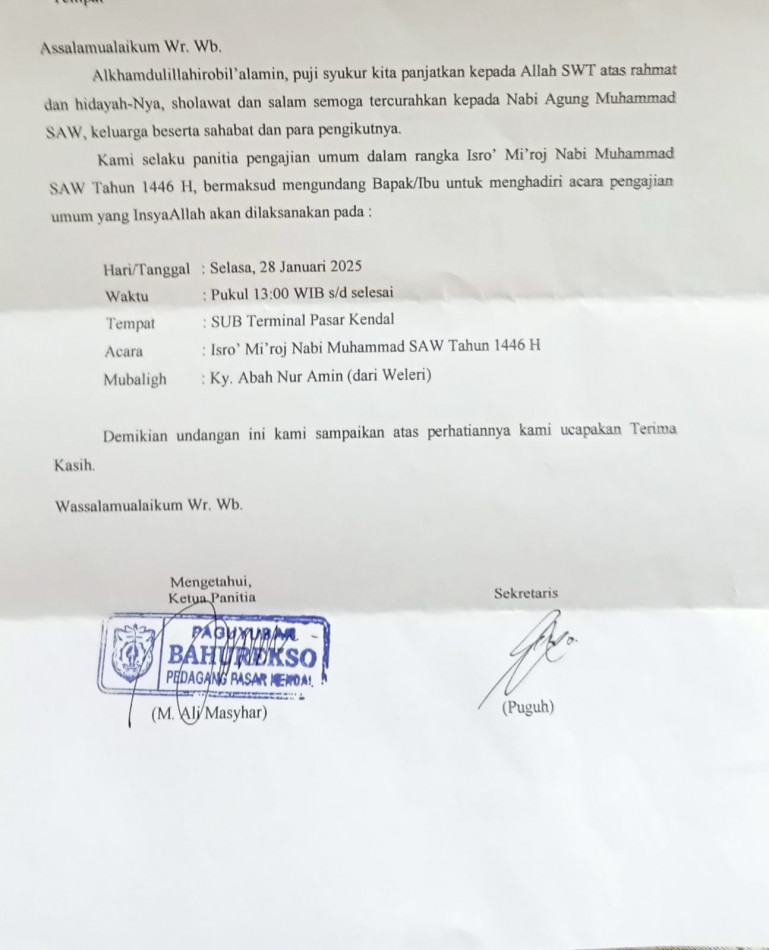 Assalamualaikum Wr. Wb.
Alkhamdulillahirobil'alamin, puji syukur kita panjatkan kepada Allah SWT atas rahmat
dan hidayah-Nya, sholawat dan salam semoga tercurahkan kepada Nabi Agung Muhammad
SAW, keluarga beserta sahabat dan para pengikutnya.
Kami selaku panitia pengajian umum dalam rangka Isro' Mi'roj Nabi Muhammad
SAW Tahun 1446 H, bermaksud mengundang Bapak/Ibu untuk menghadiri acara pengajian
umum yang InsyaAllah akan dilaksanakan pada :
Hari/Tanggal : Selasa, 28 Januari 2025
Waktu : Pukul 13:00 WIB s/d selesai
Tempat : SUB Terminal Pasar Kendal
Acara : Isro' Mi'roj Nabi Muhammad SAW Tahun 1446 H
Mubaligh : Ky. Abah Nur Amin (dari Weleri)
Demikian undangan ini kami sampaikan atas perhatiannya kami ucapakan Terima
Kasih.
Wassalamualaikum Wr. Wb.
Mengetahui,
Ketua Panitia
Sekretaris
PAGUYUBAN
BAHUREKSO
PEDAGANG PASAR KENDAL
(M. Ali Masyhar)
(Puguh)